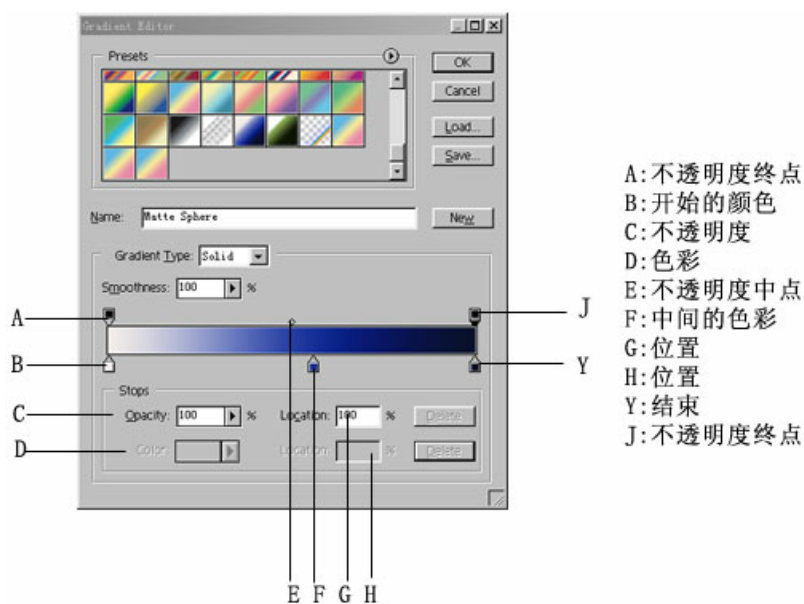 Gradient Editor
Presets
OK
Cancel
Load...
Save...
Name: Matte Sphere
New
Gradient Type: Solid
Smoothness: 100 %
A
J
B
Y
Stops
C
Opacity: 100 % Location: 100 % Delete
D
Color: Location: % Delete
E F G H
A:不透明度终点
B:开始的颜色
C:不透明度
D:色彩
E:不透明度中点
F:中间的色彩
G:位置
H:位置
Y:结束
J:不透明度终点